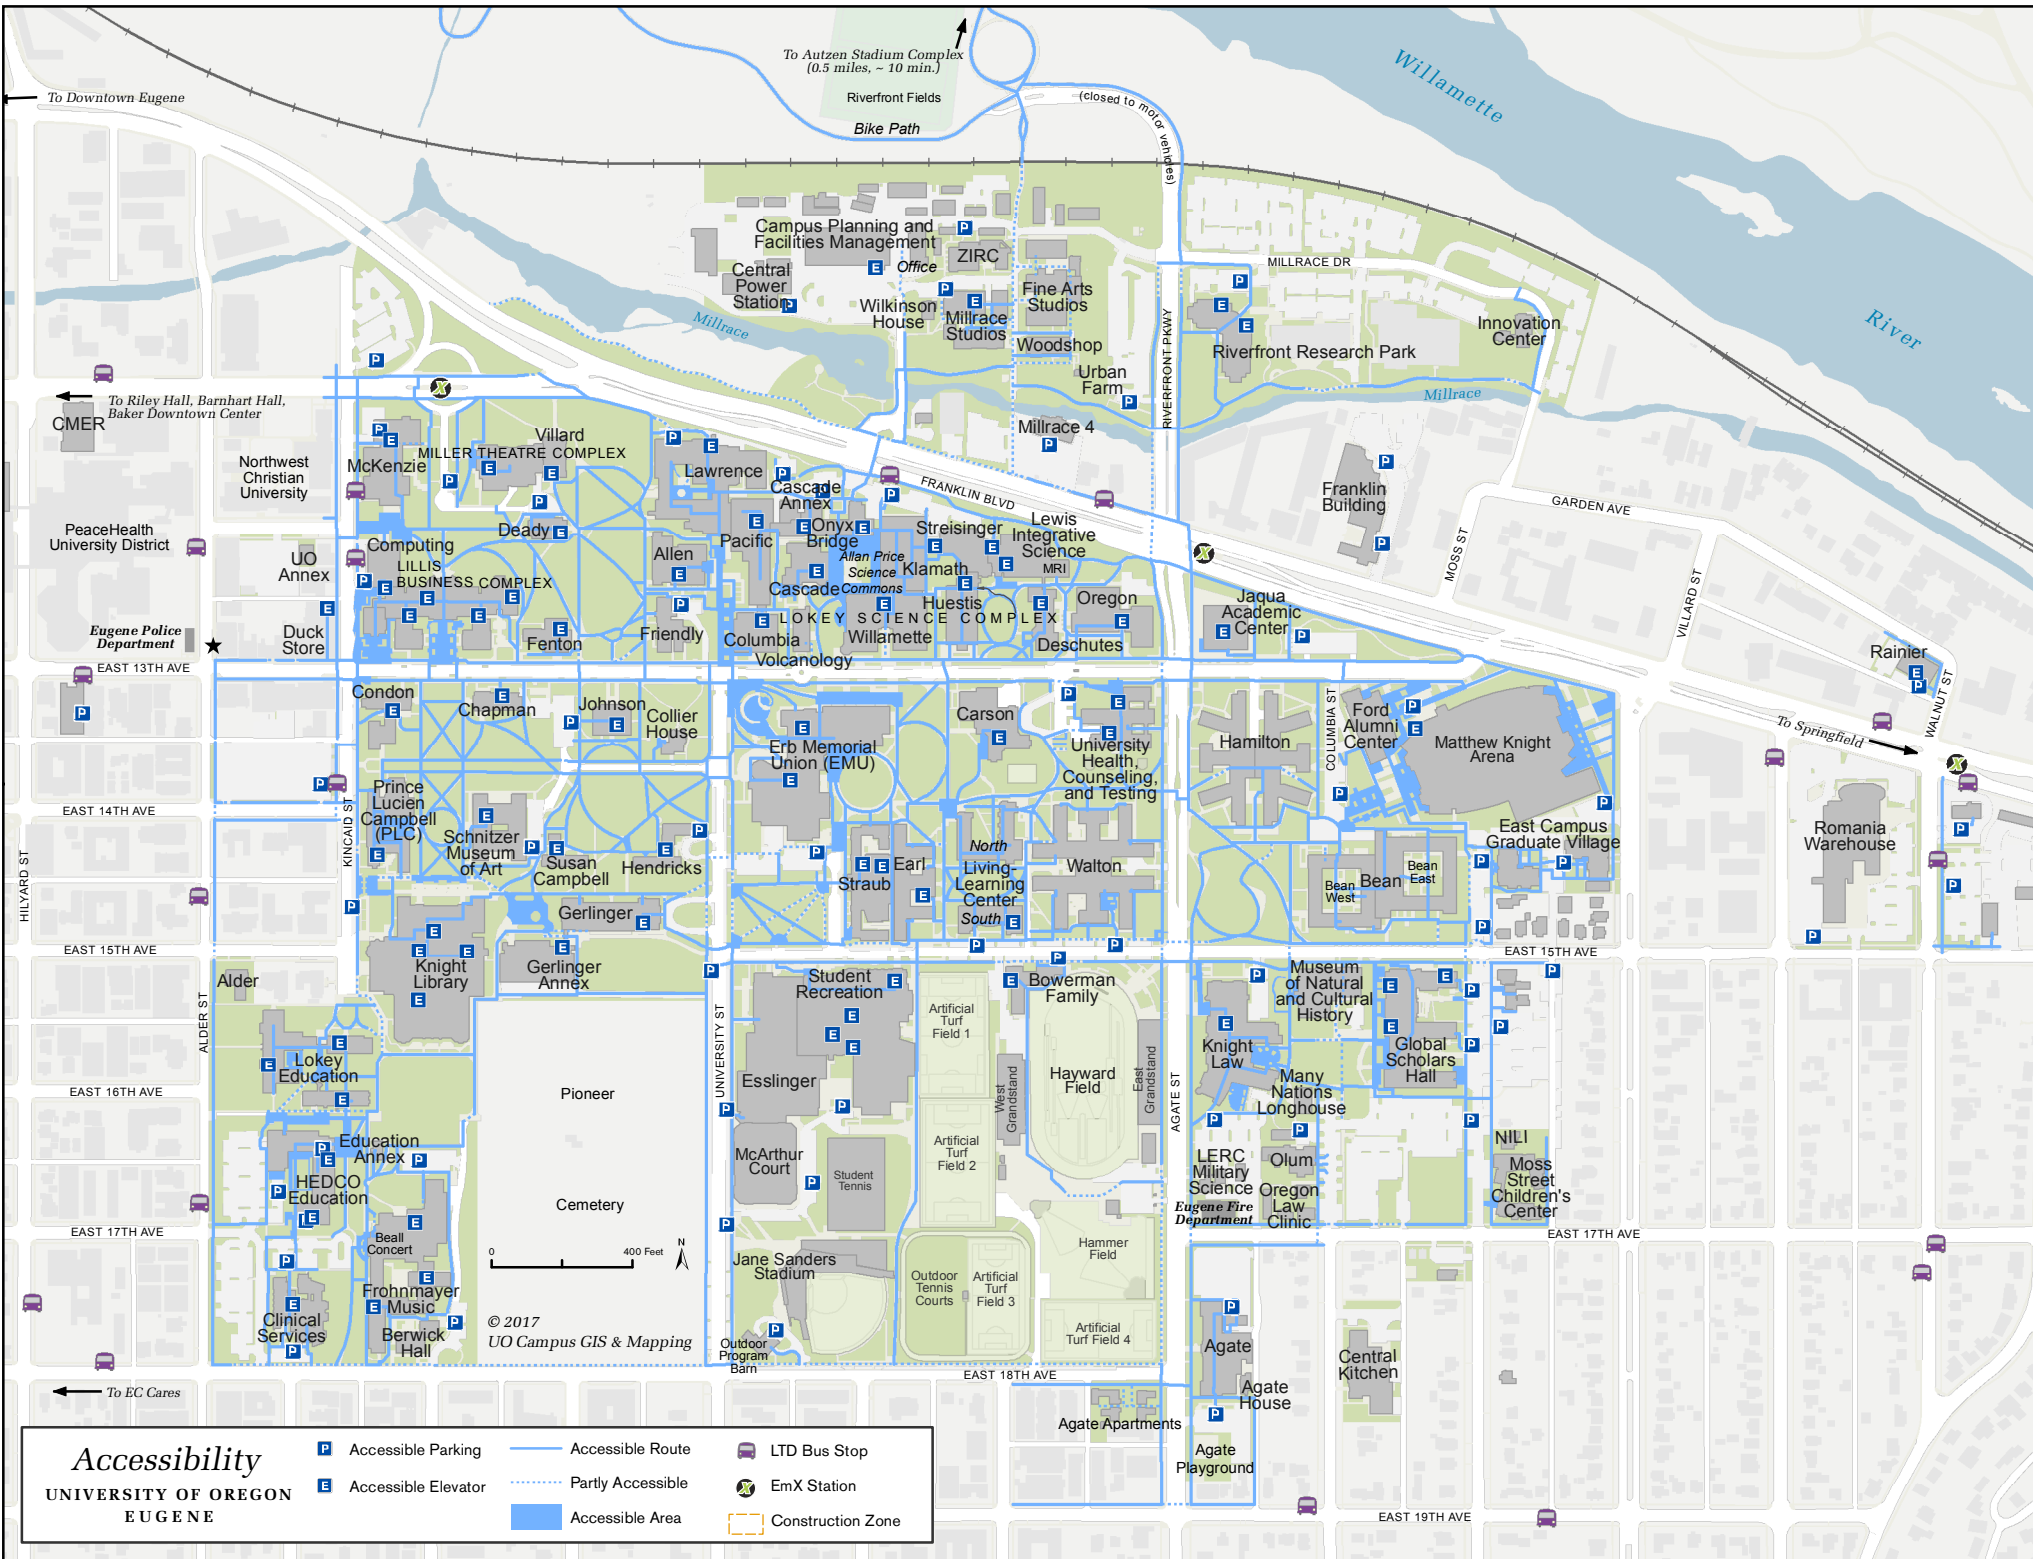 To Autzen Stadium Complex
(0.5 miles, ~ 10 min.)
Willamette
To Downtown Eugene
Riverfront Fields
(closed to motor vehicles)
Bike Path
Campus Planning and
Facilities Management
Office
ZIRC
Central
Power
Station
MILLRACE DR
Fine Arts
Studios
Wilkinson
House
Millrace
Studios
Millrace
River
Innovation
Center
Woodshop
Riverfront Research Park
RIVERFRONT PKWY
Urban
Farm
Millrace
To Riley Hall, Barnhart Hall,
Baker Downtown Center
CMER
Villard
MILLER THEATRE COMPLEX
McKenzie
Northwest
Christian
University
Lawrence
Millrace 4
FRANKLIN BLVD
Cascade
Annex
Franklin
Building
GARDEN AVE
PeaceHealth
University District
Deady
Pacific
Onyx
Bridge
Streisinger
Lewis
Integrative
Science
MRI
UO
Annex
Computing
LILLIS
BUSINESS COMPLEX
Allen
Allan Price
Science
Commons
Klamath
Cascade
MOSS ST
VILLARD ST
Huestis
Oregon
Jaqua
Academic
Center
LOKEY SCIENCE COMPLEX
Eugene Police
Department
Duck
Store
Fenton
Friendly
Columbia
Willamette
Deschutes
Volcanology
Rainier
WALNUT ST
EAST 13TH AVE
Condon
Chapman
Johnson
Collier
House
Carson
Erb Memorial
Union (EMU)
University
Health,
Counseling,
and Testing
Hamilton
COLUMBIA ST
Ford
Alumni
Center
Matthew Knight
Arena
To Springfield
EAST 14TH AVE
KINCAID ST
Prince
Lucien
Campbell
(PLC)
Schnitzer
Museum
of Art
Susan
Campbell
Hendricks
Straub
Earl
North
Living-
Learning
Center
South
Walton
Bean
West
Bean
Bean
East
East Campus
Graduate Village
Romania
Warehouse
HILYARD ST
Gerlinger
EAST 15TH AVE
EAST 15TH AVE
Alder
Knight
Library
Gerlinger
Annex
Student
Recreation
Bowerman
Family
Museum
of Natural
and Cultural
History
ALDER ST
UNIVERSITY ST
Artificial
Turf
Field 1
Lokey
Education
Esslinger
West
Grandstand
Hayward
Field
East
Grandstand
AGATE ST
Knight
Law
Global
Scholars
Hall
Many
Nations
Longhouse
EAST 16TH AVE
Pioneer
Cemetery
Education
Annex
HEDCO
Education
McArthur
Court
Student
Tennis
Artificial
Turf
Field 2
LERC
Military
Science
Olum
Oregon
Law
Clinic
Eugene Fire
Department
NILI
Moss
Street
Children's
Center
EAST 17TH AVE
EAST 17TH AVE
Beall
Concert
0
400 Feet
N
Jane Sanders
Stadium
Hammer
Field
Outdoor
Tennis
Courts
Artificial
Turf
Field 3
Artificial
Turf Field 4
Clinical
Services
Frohnmayer
Music
Berwick
Hall
© 2017
UO Campus GIS & Mapping
Outdoor
Program
Barn
EAST 18TH AVE
Agate
Agate
House
Central
Kitchen
To EC Cares
Agate Apartments
Agate
Playground
EAST 19TH AVE
Accessibility
UNIVERSITY OF OREGON
EUGENE
P Accessible Parking
E Accessible Elevator
Accessible Route
Partly Accessible
Accessible Area
LTD Bus Stop
EmX Station
Construction Zone